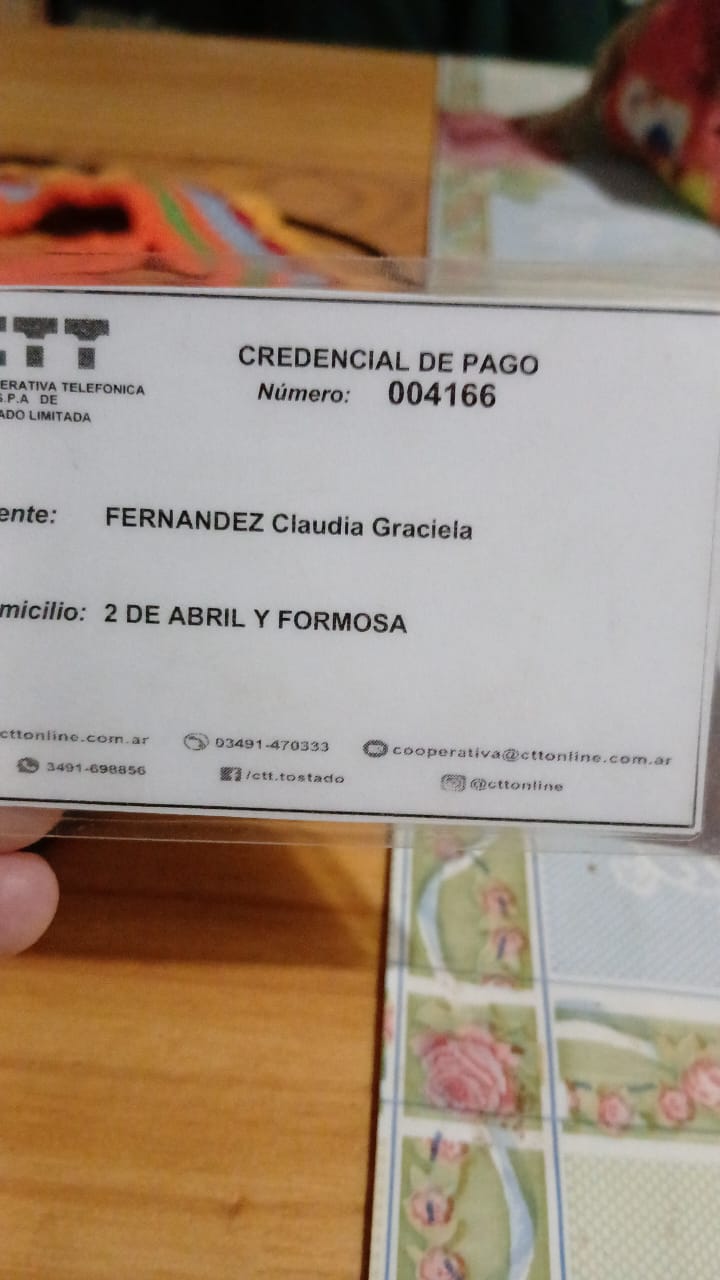 CTT
CREDENCIAL DE PAGO
Número: 004166
ERATIVA TELEFONICA
S.P.A DE
ADO LIMITADA
ente: FERNANDEZ Claudia Graciela
micilio: 2 DE ABRIL Y FORMOSA
cttonline.com.ar 03491-470333 cooperativa@cttonline.com.ar
3491-698856 /ctt.tostado @cttonline